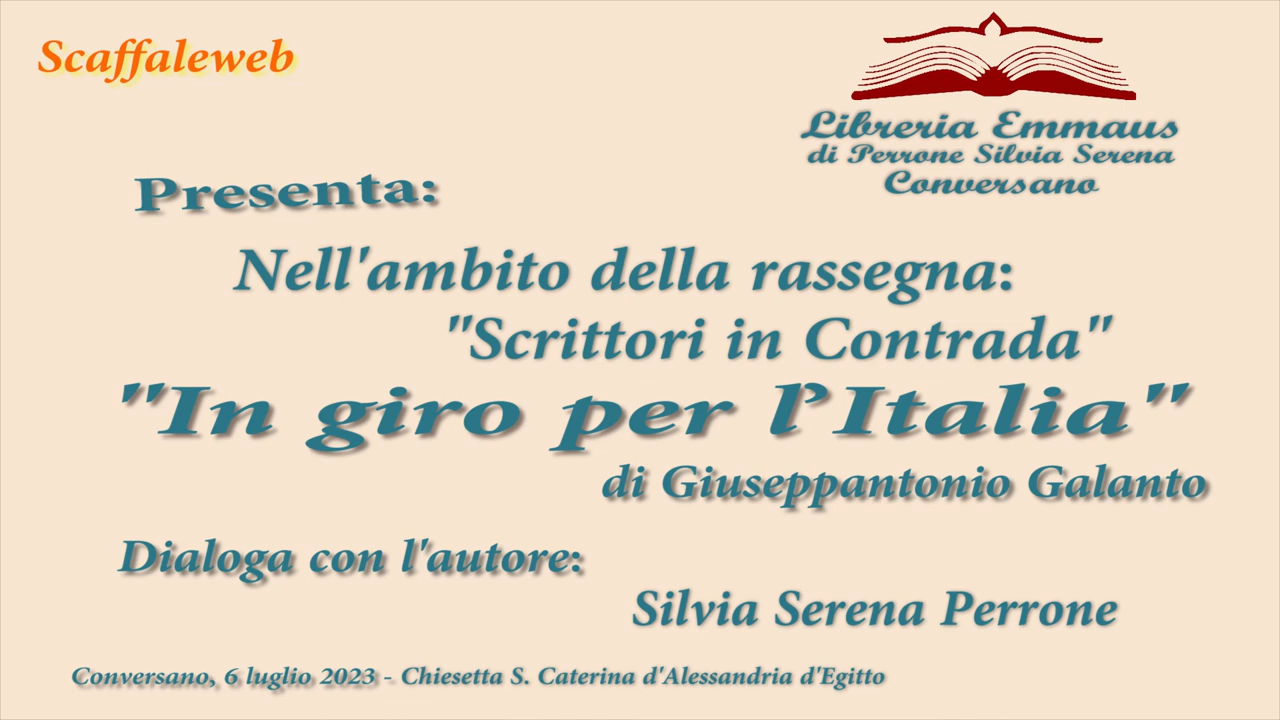 Scaffaleweb
Libreria Emmaus
di Perrone Silvia Serena
Conversano
Presenta:
Nell'ambito della rassegna:
"Scrittori in Contrada"
"In giro per l’Italia"
di Giuseppantonio Galanto
Dialoga con l'autore:
Silvia Serena Perrone
Conversano, 6 luglio 2023 - Chiesetta S. Caterina d'Alessandria d'Egitto